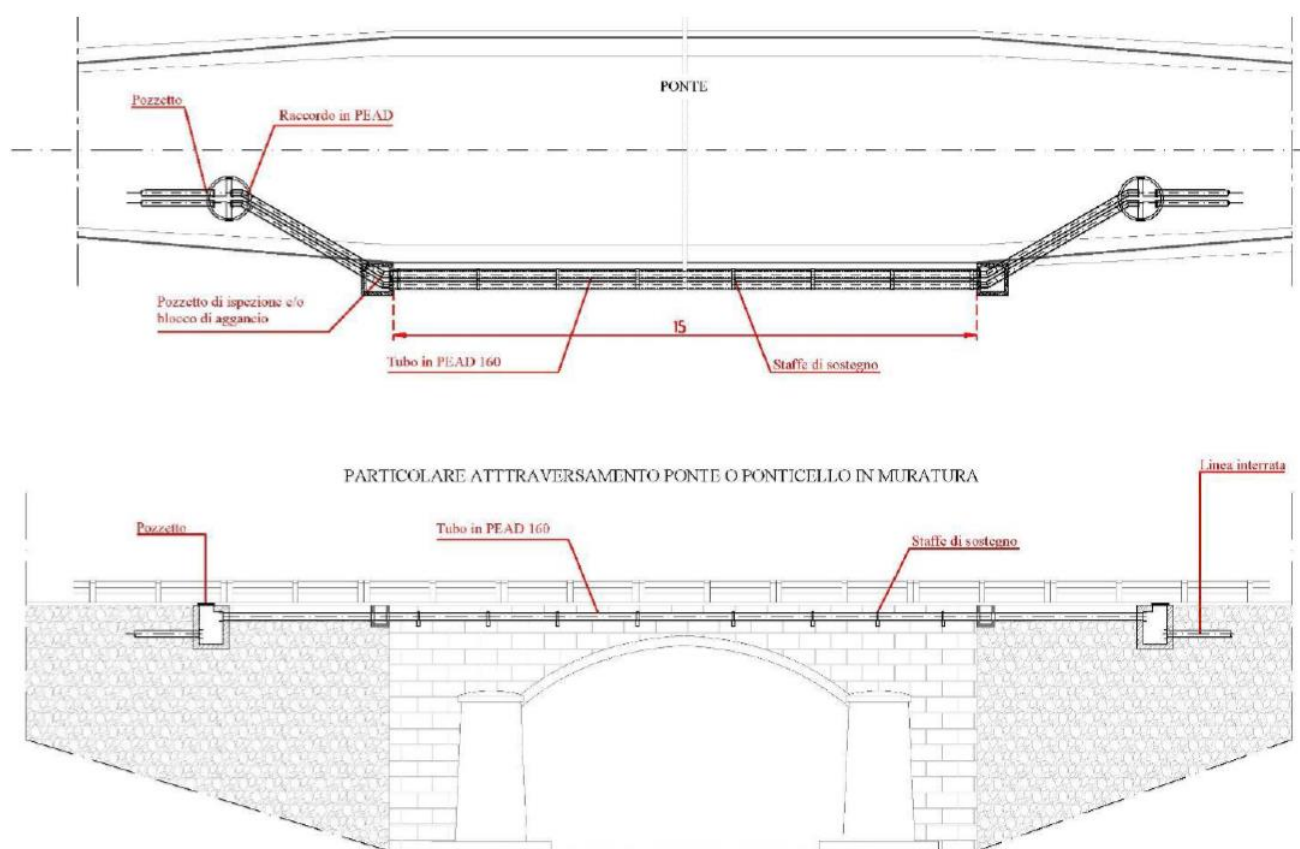 PONTE
Pozzetto
Raccordo in PEAD
Pozzetto di ispezione e/o
blocco di aggancio
15
Tubo in PEAD 160
Staffe di sostegno
PARTICOLARE ATTTRAVERSAMENTO PONTE O PONTICELLO IN MURATURA
Linea interrata
Pozzetto
Tubo in PEAD 160
Staffe di sostegno